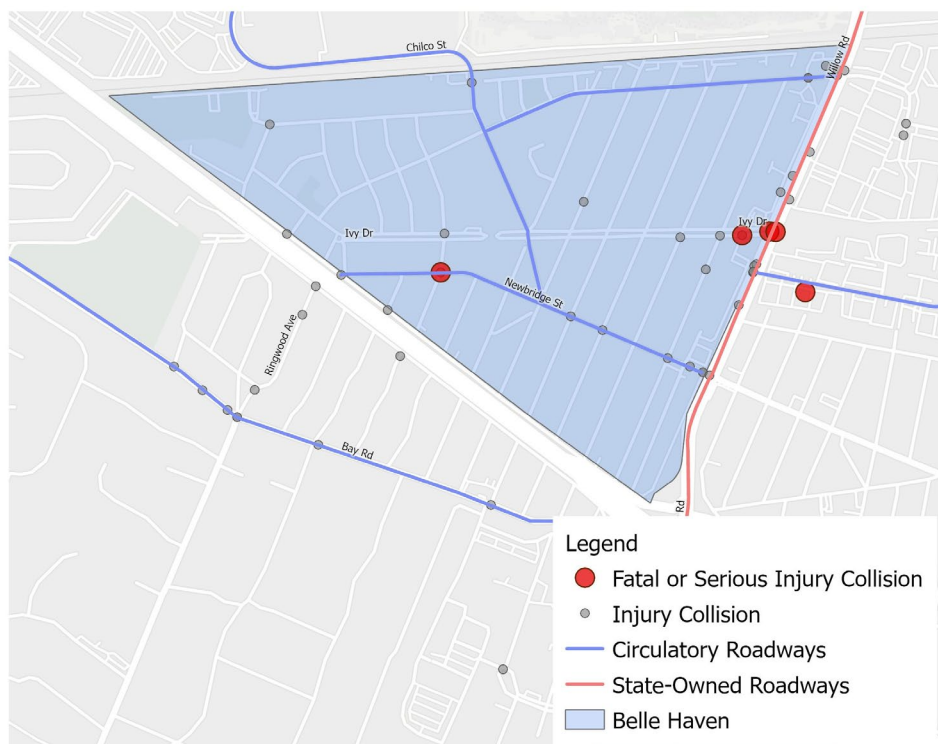 Chilco St
Willow Rd
Ivy Dr
Ivy Dr
Newbridge St
Ringwood Ave
Bay Rd
Rd
Legend
Fatal or Serious Injury Collision
Injury Collision
Circulatory Roadways
State-Owned Roadways
Belle Haven